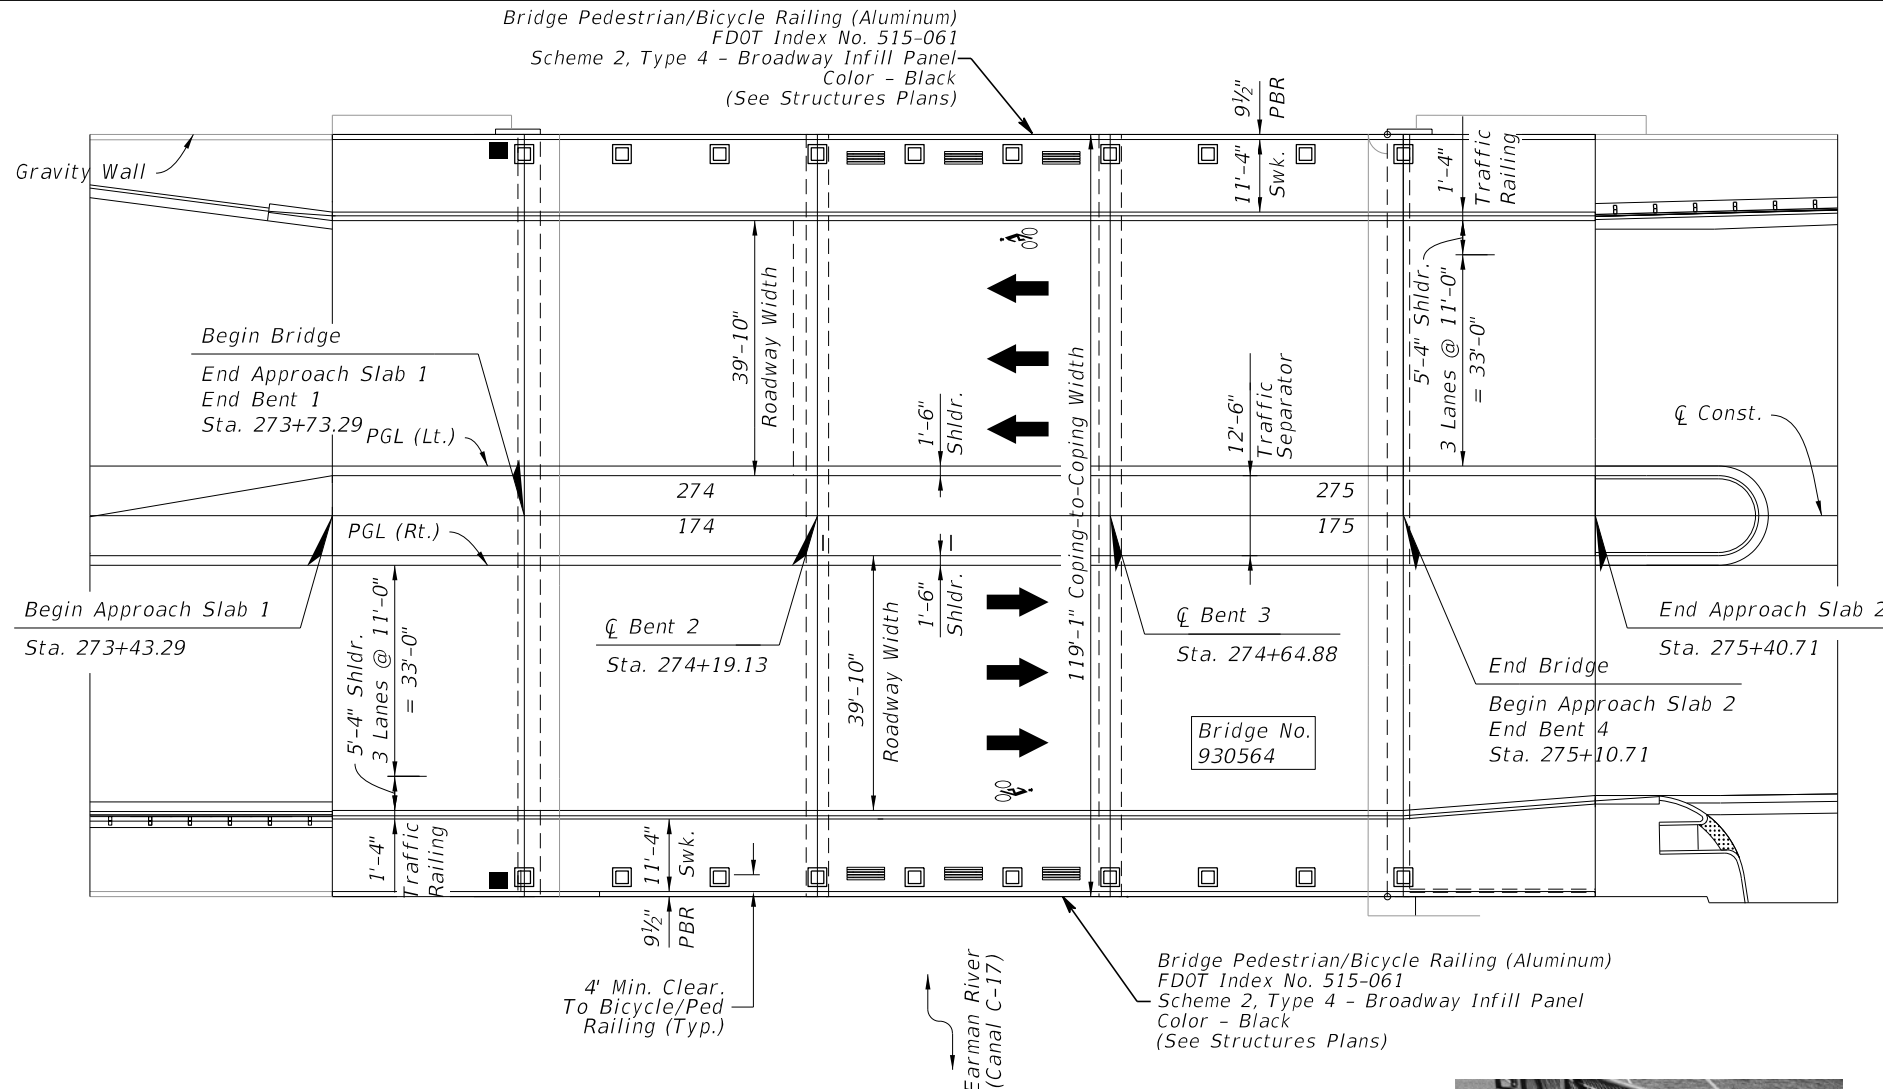 Bridge Pedestrian/Bicycle Railing (Aluminum)
FDOT Index No. 515-061
Scheme 2, Type 4 - Broadway Infill Panel
Color - Black
(See Structures Plans)
9½"
PBR
11'-4"
Swk.
1'-4"
Traffic
Railing
Gravity Wall
39'-10"
Roadway Width
5'-4" Shldr.
3 Lanes @ 11'-0"
= 33'-0"
Begin Bridge
End Approach Slab 1
End Bent 1
Sta. 273+73.29
PGL (Lt.)
1'-6"
Shldr.
119'-1" Coping-to-Coping Width
12'-6"
Traffic
Separator
℄ Const.
274
275
174
175
PGL (Rt.)
Begin Approach Slab 1
Sta. 273+43.29
5'-4" Shldr.
3 Lanes @ 11'-0"
= 33'-0"
℄ Bent 2
Sta. 274+19.13
39'-10"
Roadway Width
1'-6"
Shldr.
℄ Bent 3
Sta. 274+64.88
End Approach Slab 2
Sta. 275+40.71
End Bridge
Begin Approach Slab 2
End Bent 4
Sta. 275+10.71
Bridge No.
930564
1'-4"
Traffic
Railing
11'-4"
Swk.
9½"
PBR
4' Min. Clear.
To Bicycle/Ped
Railing (Typ.)
Earman River
(Canal C-17)
Bridge Pedestrian/Bicycle Railing (Aluminum)
FDOT Index No. 515-061
Scheme 2, Type 4 - Broadway Infill Panel
Color - Black
(See Structures Plans)